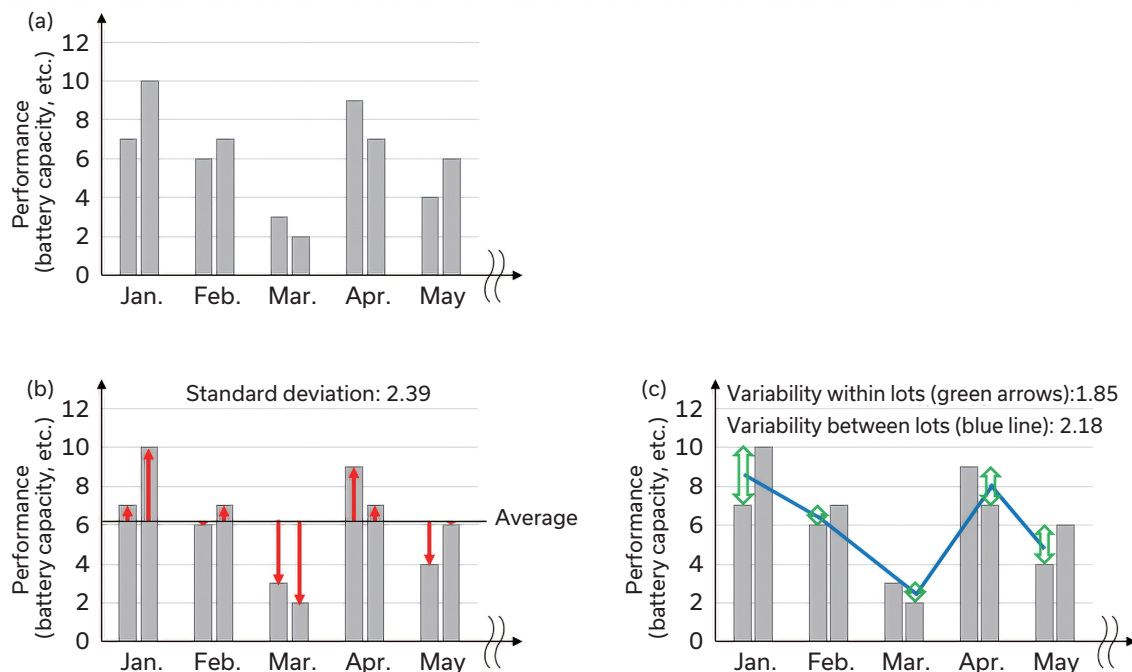 (a)
Performance
(battery capacity, etc.)
12
10
8
6
4
2
0
Jan. Feb. Mar. Apr. May
(b)
Standard deviation: 2.39
Performance
(battery capacity, etc.)
12
10
8
6
4
2
0
Average
Jan. Feb. Mar. Apr. May
(c)
Variability within lots (green arrows):1.85
Variability between lots (blue line): 2.18
Performance
(battery capacity, etc.)
12
10
8
6
4
2
0
Jan. Feb. Mar. Apr. May